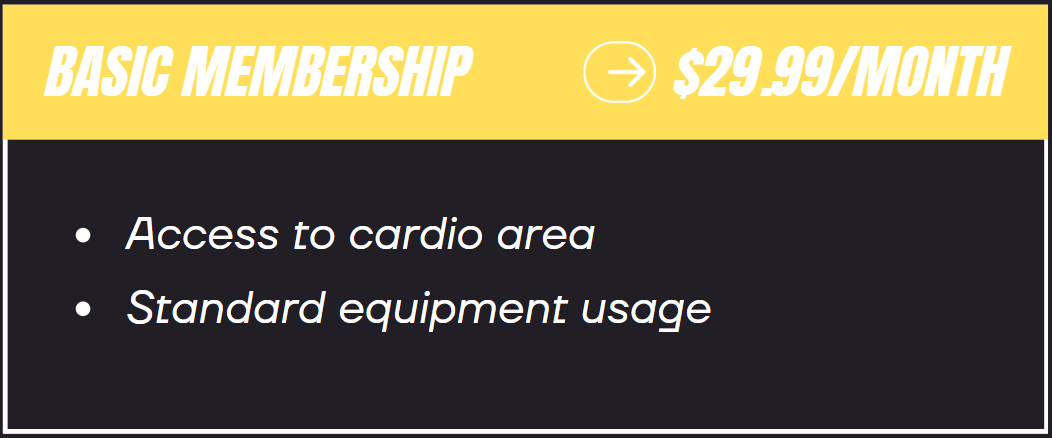 BASIC MEMBERSHIP → $29.99/MONTH
• Access to cardio area
• Standard equipment usage